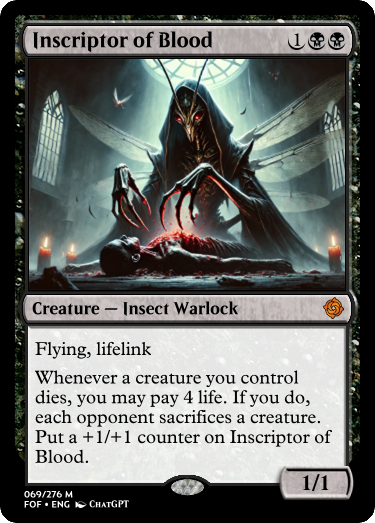 Inscriptor of Blood 1
Creature — Insect Warlock
Flying, lifelink
Whenever a creature you control
dies, you may pay 4 life. If you do,
each opponent sacrifices a creature.
Put a +1/+1 counter on Inscriptor of
Blood.
1/1
069/276 M
FOF • ENG ChatGPT